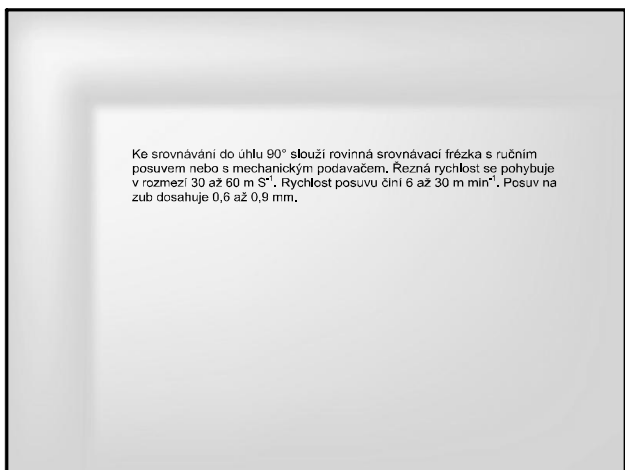 Ke srovnávání do úhlu 90° slouží rovinná srovnávací frézka s ručním
posuvem nebo s mechanickým podavačem. Řezná rychlost se pohybuje
v rozmezí 30 až 60 m S⁻¹. Rychlost posuvu činí 6 až 30 m min⁻¹. Posuv na
zub dosahuje 0,6 až 0,9 mm.